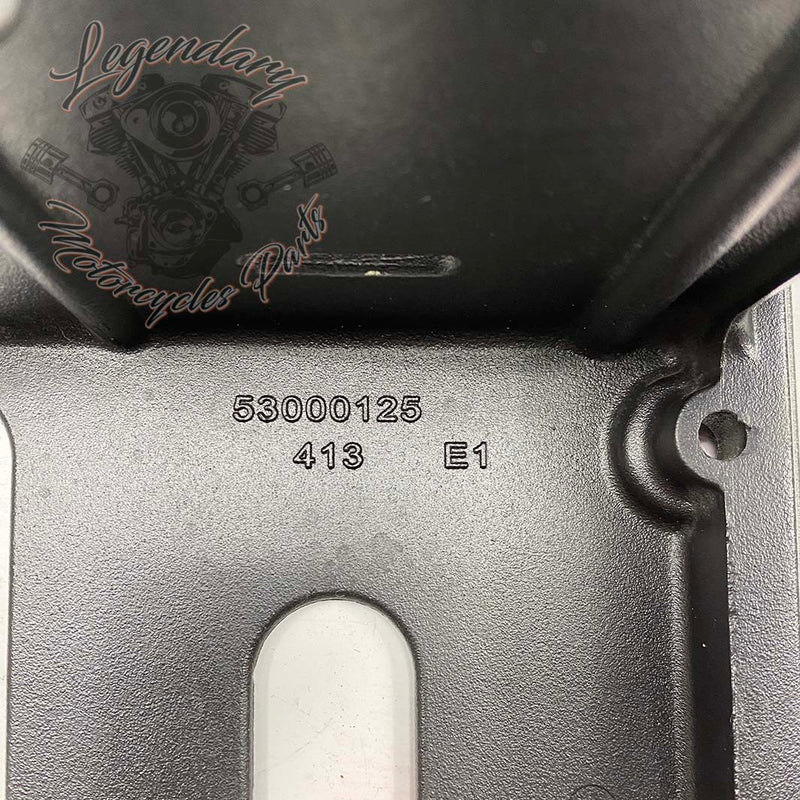 Legendary
Motorcycles Parts
53000125
413 E1